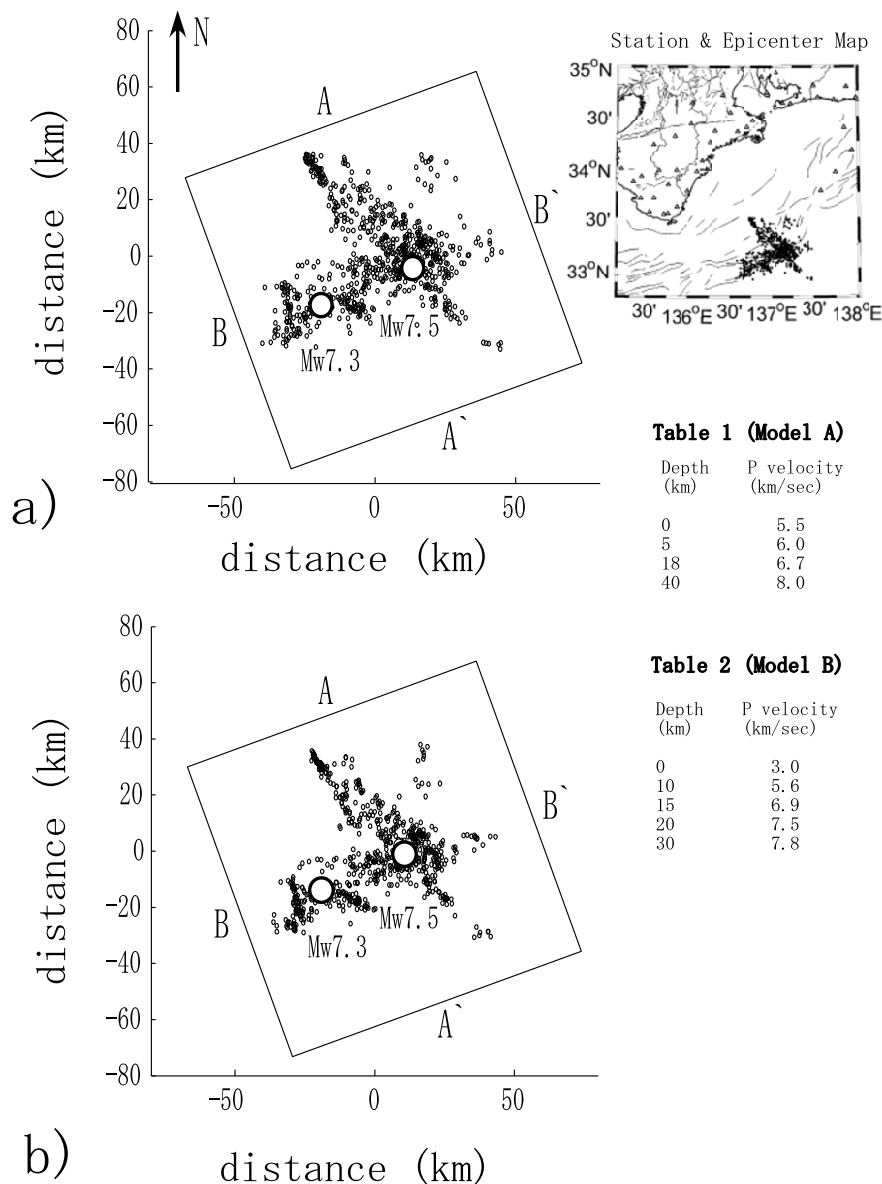 80
60
40
20
0
-20
-40
-60
-80
distance (km)
N
A
B`
B
Mw7.5
Mw7.3
A`
-50
0
50
distance (km)
a)
Station & Epicenter Map
35°N
30'
34°N
30'
33°N
30'
136°E
30'
137°E
30'
138°E
Table 1 (Model A)
Depth P velocity
(km) (km/sec)
0 5.5
5 6.0
18 6.7
40 8.0
80
60
40
20
0
-20
-40
-60
-80
distance (km)
A
B`
B
Mw7.5
Mw7.3
A`
-50
0
50
distance (km)
b)
Table 2 (Model B)
Depth P velocity
(km) (km/sec)
0 3.0
10 5.6
15 6.9
20 7.5
30 7.8